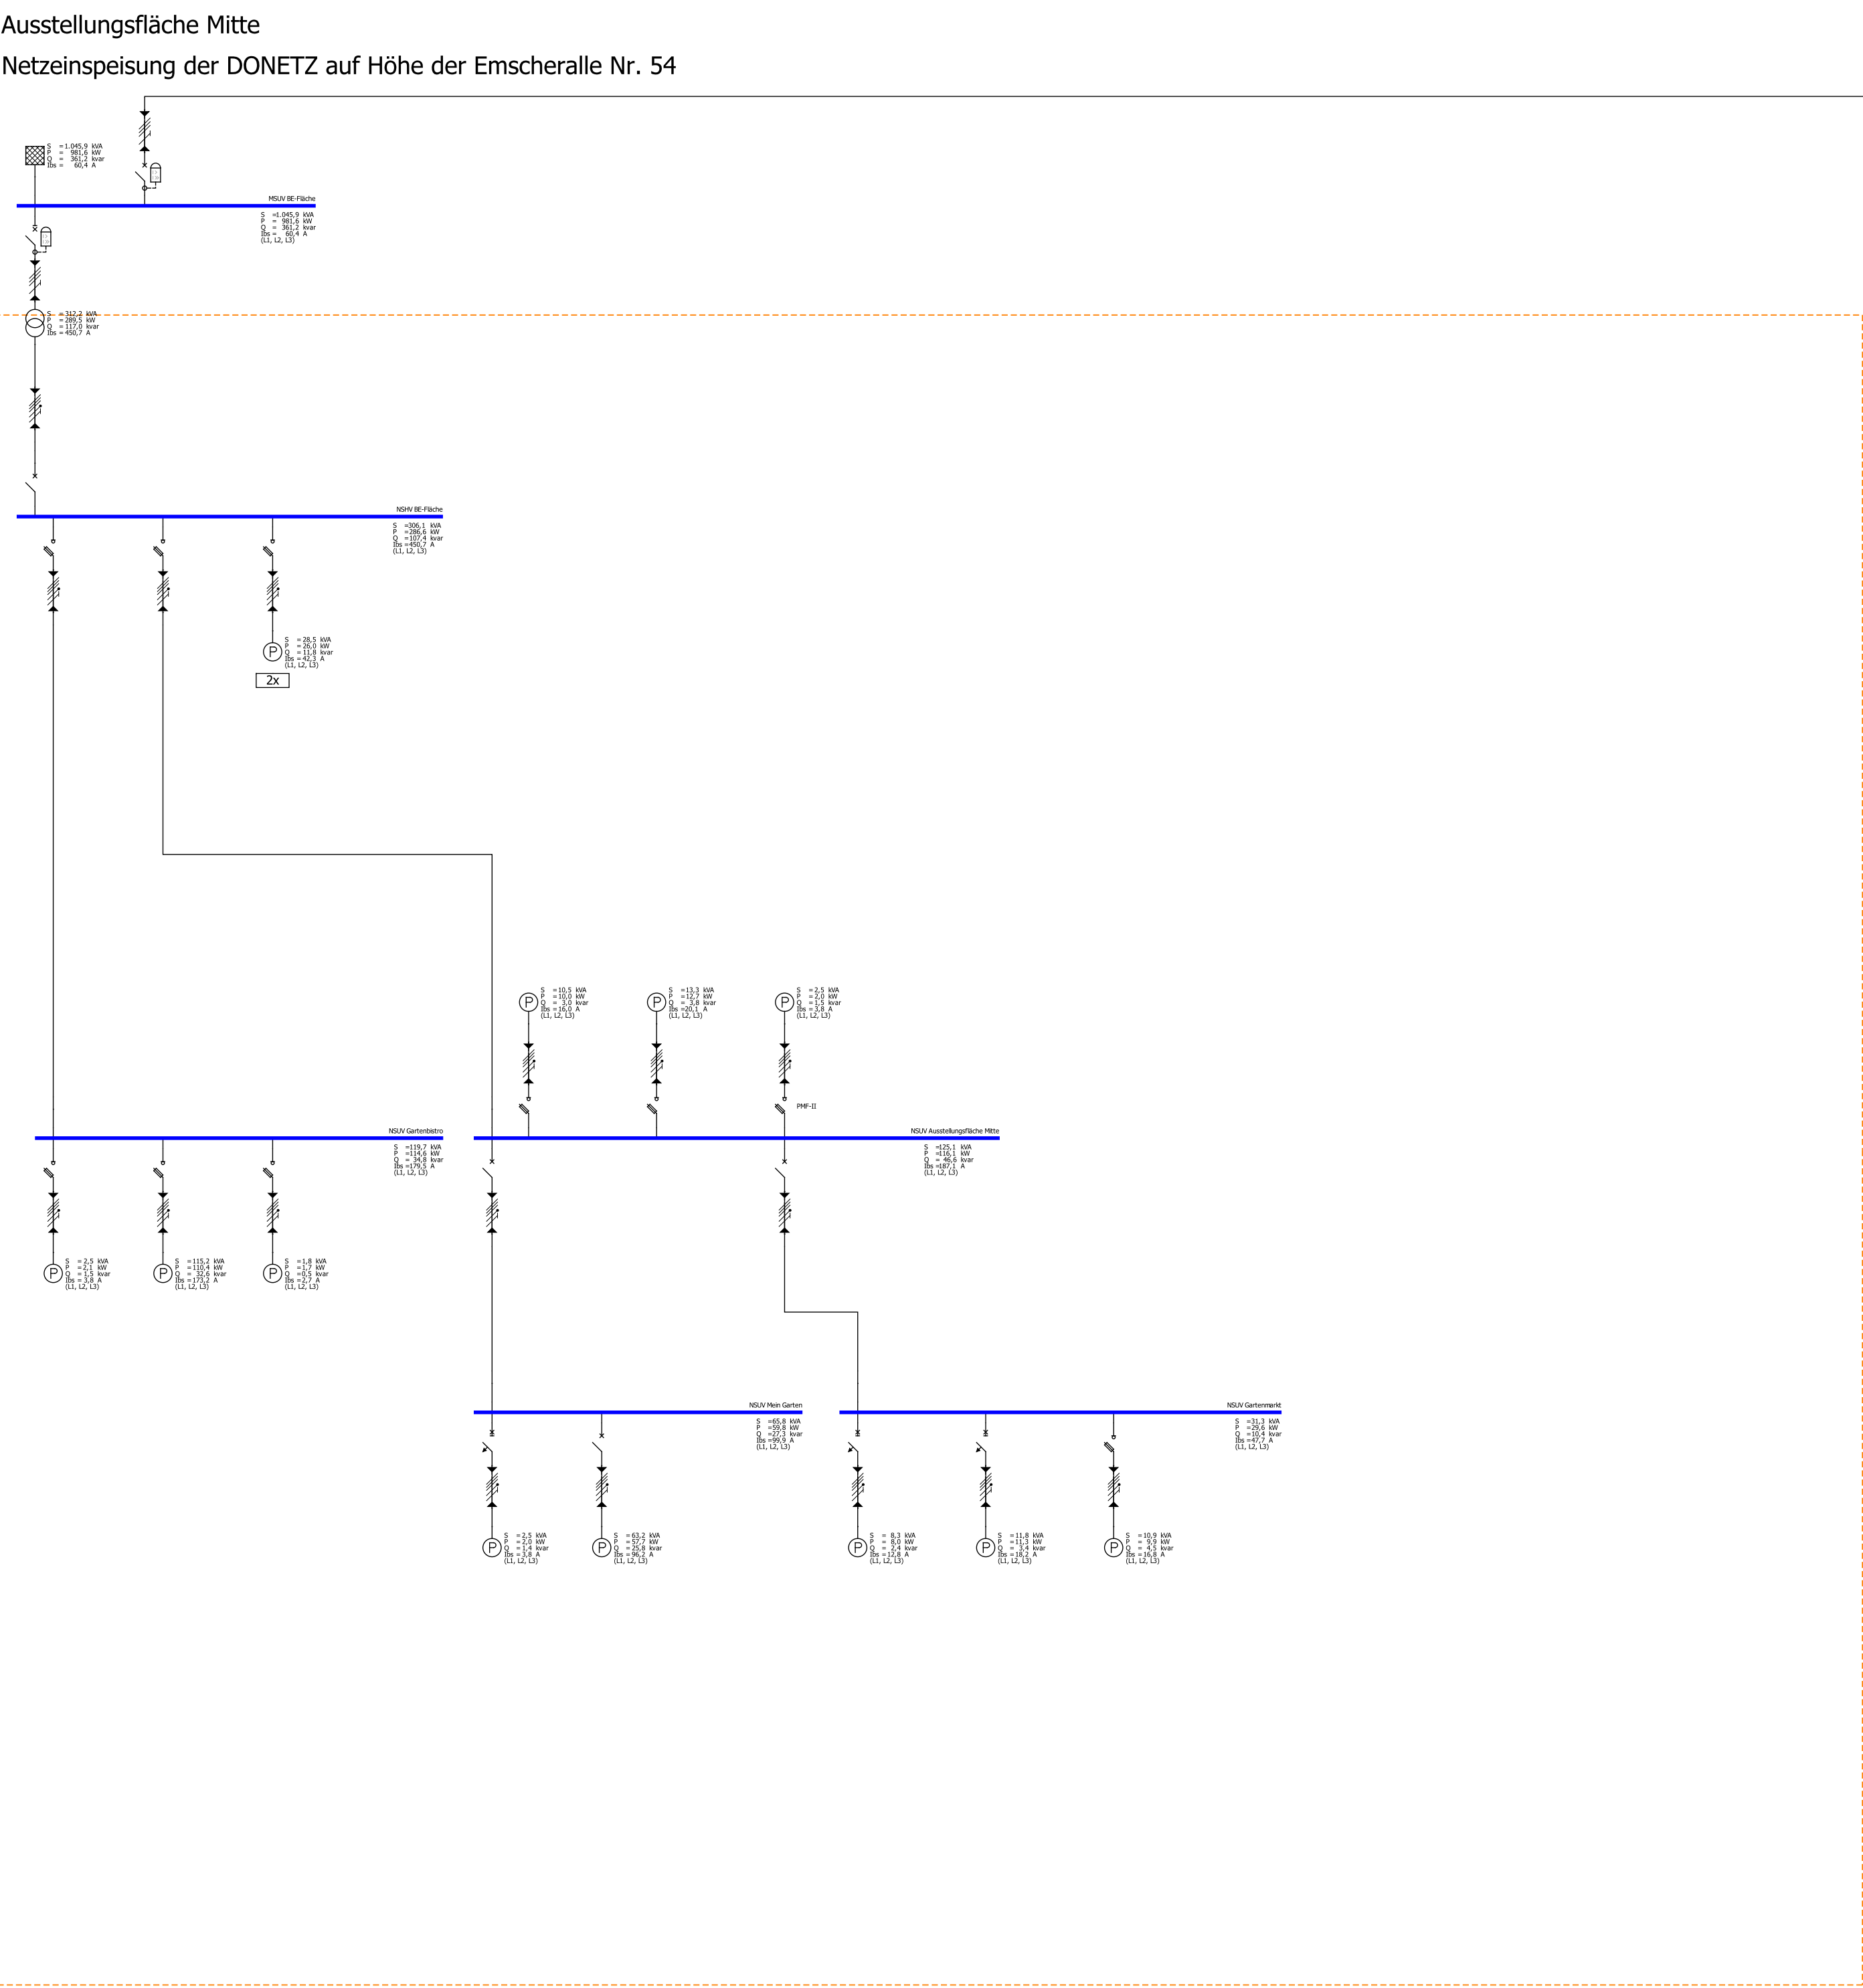 Ausstellungsfläche Mitte
Netzeinspeisung der DONETZ auf Höhe der Emscheralle Nr. 54
S = 1.045,9 kVA
P = 981,6 kW
Q = 361,2 kvar
Ibs = 60,4 A
MSUV BE-Fläche
S =1.045,9 kVA
P = 981,6 kW
Q = 361,2 kvar
Ibs = 60,4 A
(L1, L2, L3)
S = 312,2 kVA
P = 289,5 kW
Q = 117,0 kvar
Ibs = 450,7 A
NSHV BE-Fläche
S =306,1 kVA
P =286,6 kW
Q =107,4 kvar
Ibs =450,7 A
(L1, L2, L3)
P
S = 28,5 kVA
P = 26,0 kW
Q = 11,8 kvar
Ibs = 42,3 A
(L1, L2, L3)
2x
P
S = 10,5 kVA
P = 10,0 kW
Q = 3,0 kvar
Ibs = 16,0 A
(L1, L2, L3)
P
S = 13,3 kVA
P = 12,7 kW
Q = 3,8 kvar
Ibs =20,1 A
(L1, L2, L3)
P
S = 2,5 kVA
P = 2,0 kW
Q = 1,5 kvar
Ibs = 3,8 A
(L1, L2, L3)
PMF-II
NSUV Gartenbistro
S =119,7 kVA
P =114,6 kW
Q = 34,8 kvar
Ibs =179,5 A
(L1, L2, L3)
NSUV Ausstellungsfläche Mitte
S =125,1 kVA
P =116,1 kW
Q = 46,6 kvar
Ibs =187,1 A
(L1, L2, L3)
P
S = 2,5 kVA
P = 2,1 kW
Q = 1,5 kvar
Ibs = 3,8 A
(L1, L2, L3)
P
S = 115,2 kVA
P = 110,4 kW
Q = 32,6 kvar
Ibs = 173,2 A
(L1, L2, L3)
P
S = 1,8 kVA
P = 1,7 kW
Q = 0,5 kvar
Ibs = 2,7 A
(L1, L2, L3)
NSUV Mein Garten
S =65,8 kVA
P =59,8 kW
Q =27,3 kvar
Ibs =99,9 A
(L1, L2, L3)
NSUV Gartenmarkt
S =31,3 kVA
P =29,6 kW
Q =10,4 kvar
Ibs =47,7 A
(L1, L2, L3)
P
S = 2,5 kVA
P = 2,0 kW
Q = 1,4 kvar
Ibs = 3,8 A
(L1, L2, L3)
P
S = 63,2 kVA
P = 57,7 kW
Q = 25,8 kvar
Ibs = 96,2 A
(L1, L2, L3)
P
S = 8,3 kVA
P = 8,0 kW
Q = 2,4 kvar
Ibs = 12,8 A
(L1, L2, L3)
P
S = 11,8 kVA
P = 11,3 kW
Q = 3,4 kvar
Ibs = 18,2 A
(L1, L2, L3)
P
S = 10,9 kVA
P = 9,9 kW
Q = 4,5 kvar
Ibs = 16,8 A
(L1, L2, L3)